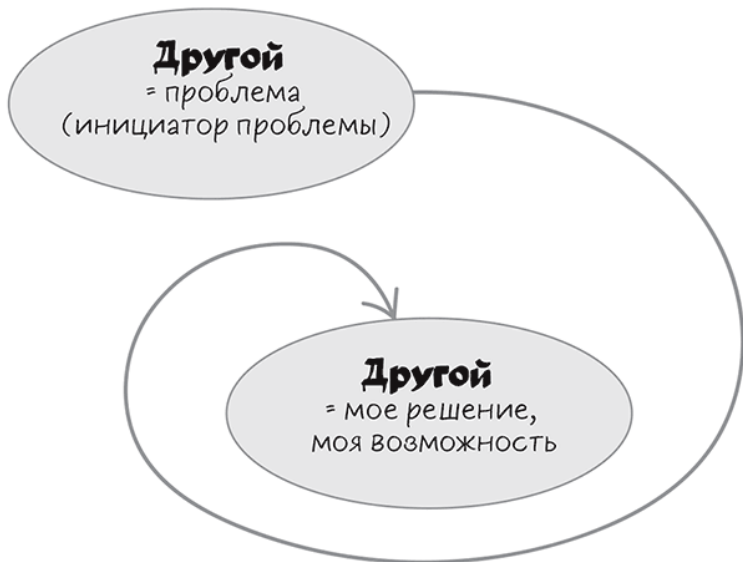 Другой
= проблема
(инициатор проблемы)
Другой
= мое решение,
моя возможность